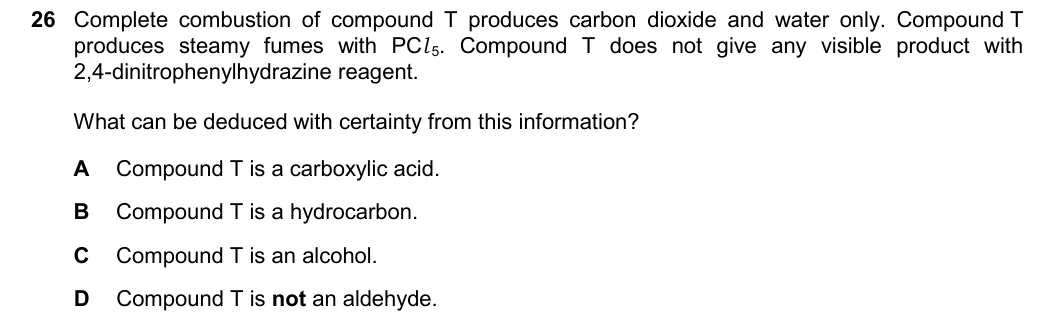 26 Complete combustion of compound T produces carbon dioxide and water only. Compound T
produces steamy fumes with PCl₅. Compound T does not give any visible product with
2,4-dinitrophenylhydrazine reagent.
What can be deduced with certainty from this information?
A Compound T is a carboxylic acid.
B Compound T is a hydrocarbon.
C Compound T is an alcohol.
D Compound T is not an aldehyde.